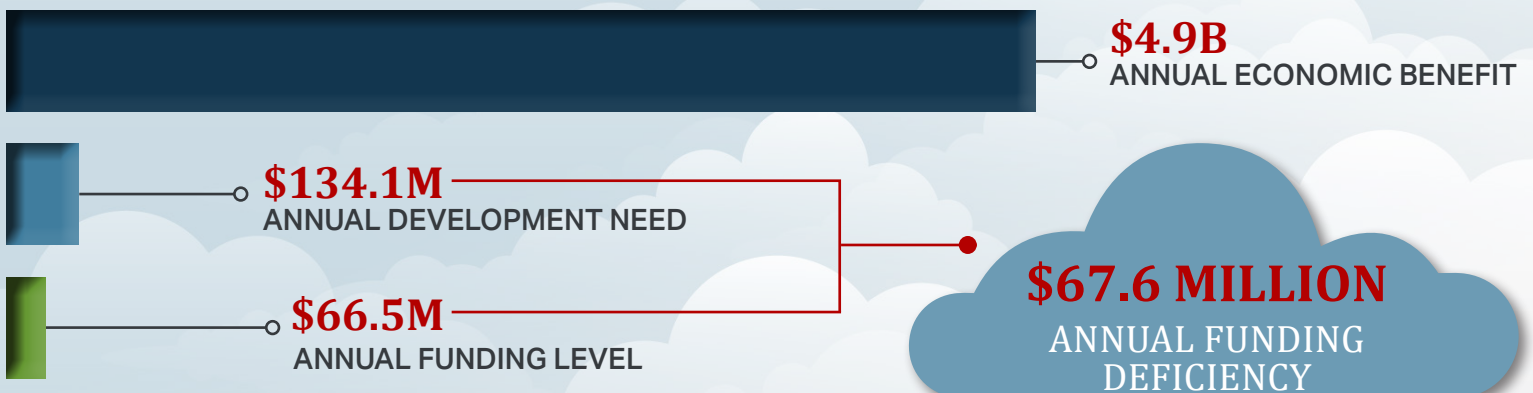 $4.9B
ANNUAL ECONOMIC BENEFIT
$134.1M
ANNUAL DEVELOPMENT NEED
$66.5M
ANNUAL FUNDING LEVEL
$67.6 MILLION
ANNUAL FUNDING
DEFICIENCY